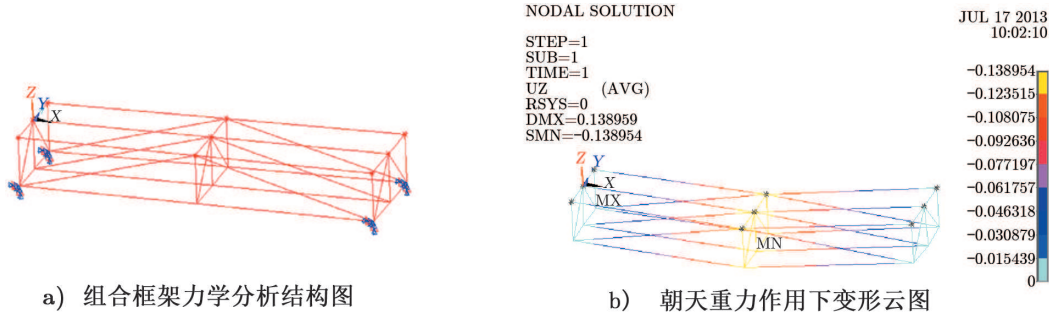 Z
Y
X
a) 组合框架力学分析结构图
NODAL SOLUTION
STEP=1
SUB=1
TIME=1
UZ (AVG)
RSYS=0
DMX=0.138959
SMN=-0.138954
JUL 17 2013
10:02:10
Z
Y
X
MX
MN
-0.138954
-0.123515
-0.108075
-0.092636
-0.077197
-0.061757
-0.046318
-0.030879
-0.015439
0
b) 朝天重力作用下变形云图